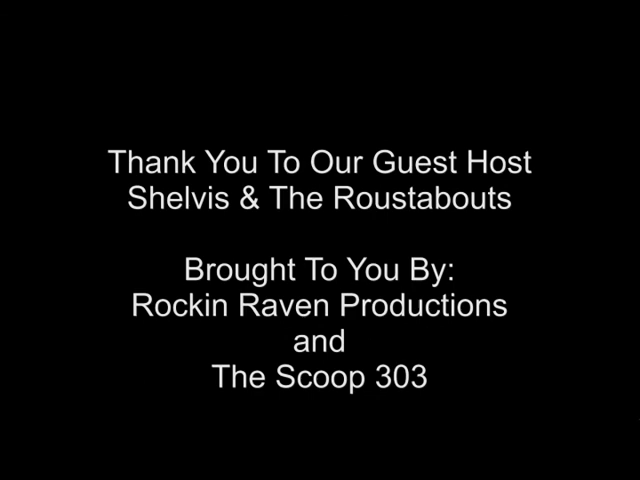 Thank You To Our Guest Host
Shelvis & The Roustabouts
Brought To You By:
Rockin Raven Productions
and
The Scoop 303